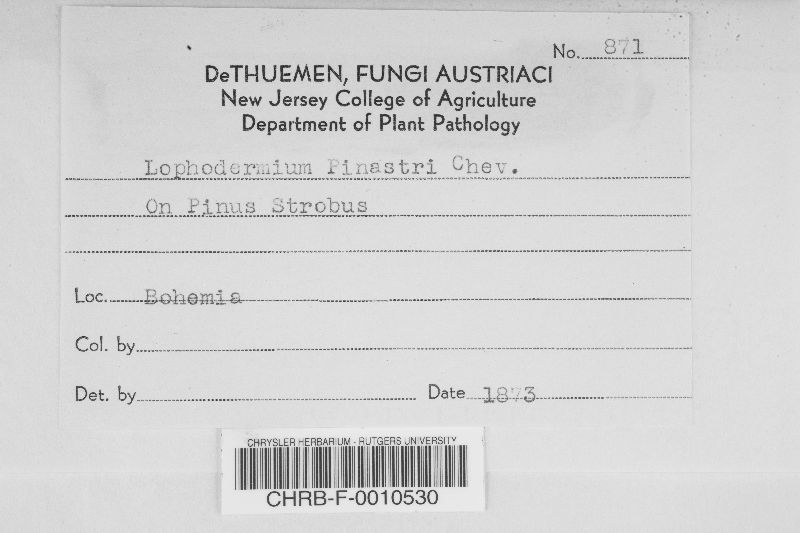 No. 871
DeTHUEMEN, FUNGI AUSTRIACI
New Jersey College of Agriculture
Department of Plant Pathology
Lophodermium Pinastri Chev.
On Pinus Strobus
Loc. Bohemia
Col. by
Det. by Date 1873
CHRYSLER HERBARIUM - RUTGERS UNIVERSITY
CHRB-F-0010530